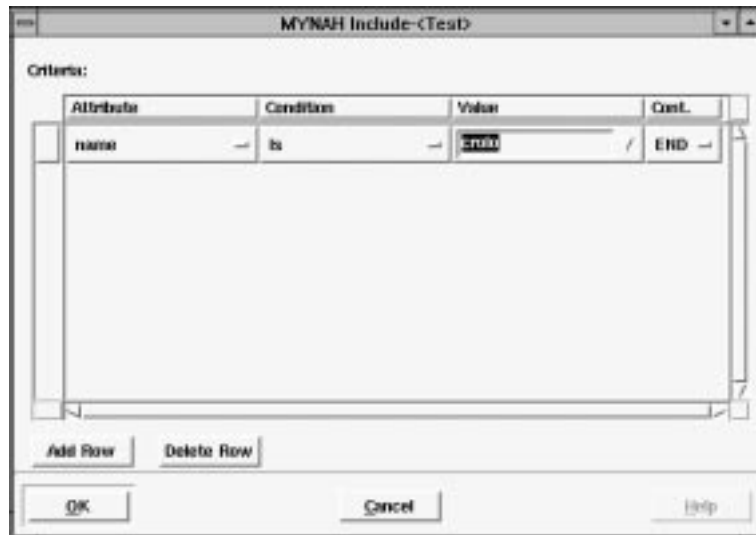 MYNAH Include-<Test>
Criteria:
Attribute Condition Value Cont.
name is END
Add Row Delete Row
OK Cancel Help